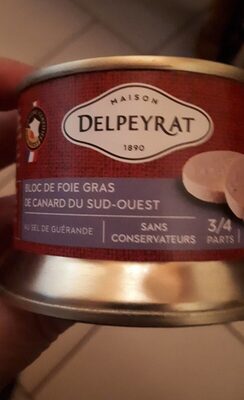 MAISON
DELPEYRAT
1890
BLOC DE FOIE GRAS
DE CANARD DU SUD-OUEST
AU SEL DE GUÉRANDE
SANS
CONSERVATEURS
3/4
PARTS